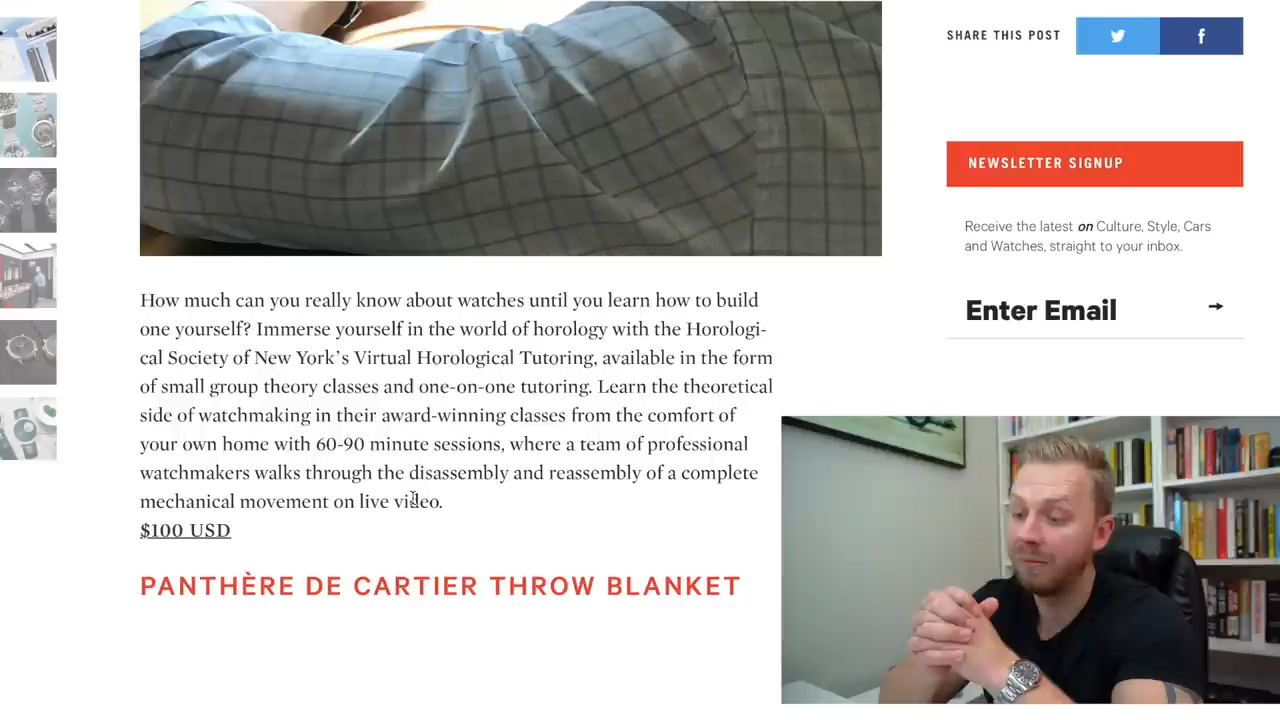 SHARE THIS POST
NEWSLETTER SIGNUP
Receive the latest on Culture, Style, Cars
and Watches, straight to your inbox.
Enter Email
How much can you really know about watches until you learn how to build
one yourself? Immerse yourself in the world of horology with the Horologi-
cal Society of New York's Virtual Horological Tutoring, available in the form
of small group theory classes and one-on-one tutoring. Learn the theoretical
side of watchmaking in their award-winning classes from the comfort of
your own home with 60-90 minute sessions, where a team of professional
watchmakers walks through the disassembly and reassembly of a complete
mechanical movement on live video.
$100 USD
PANTHÈRE DE CARTIER THROW BLANKET